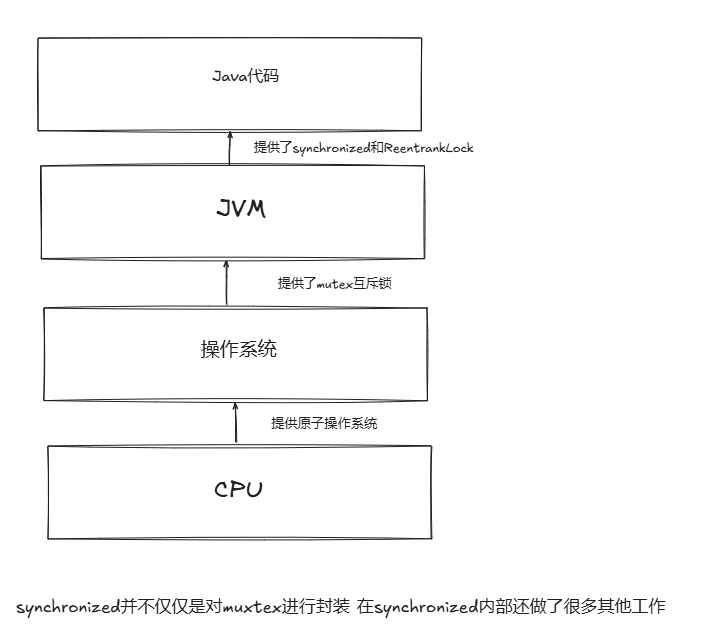 Java代码
提供了synchronized和ReentrankLock
JVM
提供了mutex互斥锁
操作系统
提供原子操作系统
CPU
synchronized并不仅仅是对muxtex进行封装 在synchronized内部还做了很多其他工作